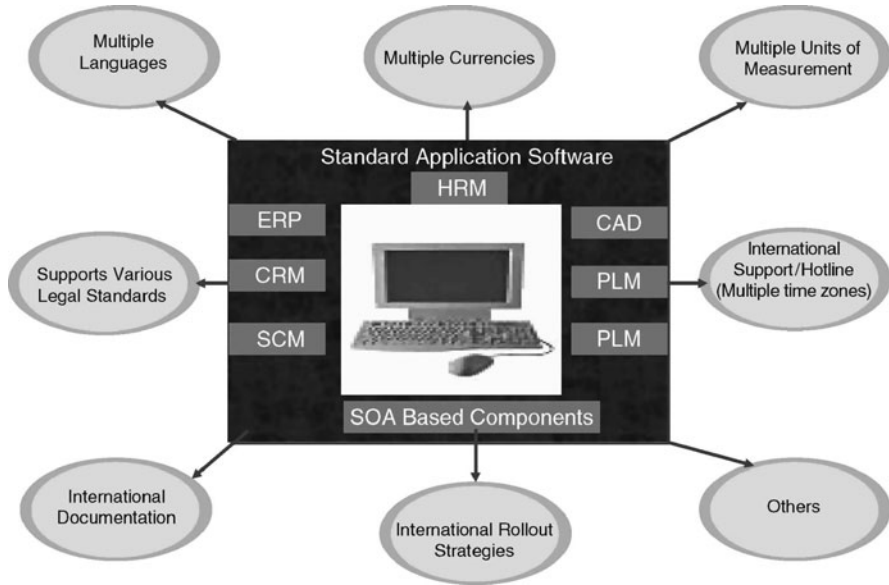 Multiple
Languages
Multiple Currencies
Multiple Units of
Measurement
Standard Application Software
HRM
ERP
CAD
CRM
PLM
SCM
PLM
SOA Based Components
Supports Various
Legal Standards
International
Support/Hotline
(Multiple time zones)
International
Documentation
International Rollout
Strategies
Others